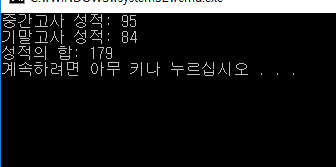 중간고사 성적: 95
기말고사 성적: 84
성적의 합: 179
계속하려면 아무 키나 누르십시오 . . .